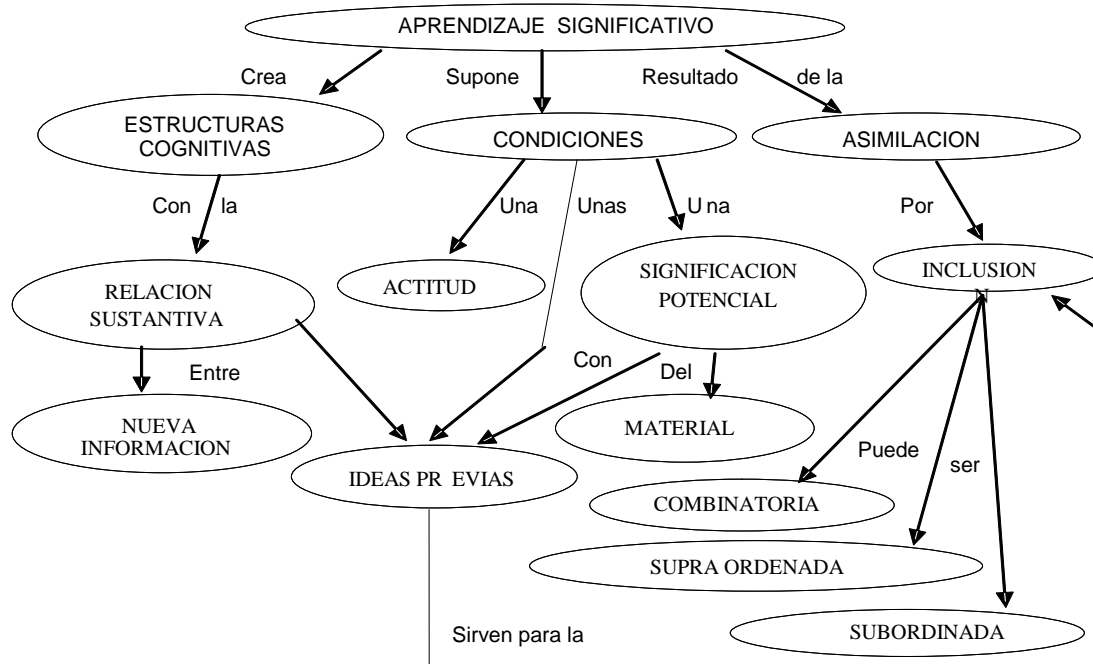 APRENDIZAJE SIGNIFICATIVO
Crea
Supone
Resultado de la
ESTRUCTURAS
COGNITIVAS
CONDICIONES
ASIMILACION
Con la
Una
Unas
U na
Por
RELACION
SUSTANTIVA
ACTITUD
SIGNIFICACION
POTENCIAL
INCLUSION
N
Entre
Con
Del
NUEVA
INFORMACION
IDEAS PR EVIAS
MATERIAL
Puede ser
COMBINATORIA
SUPRA ORDENADA
SUBORDINADA
Sirven para la